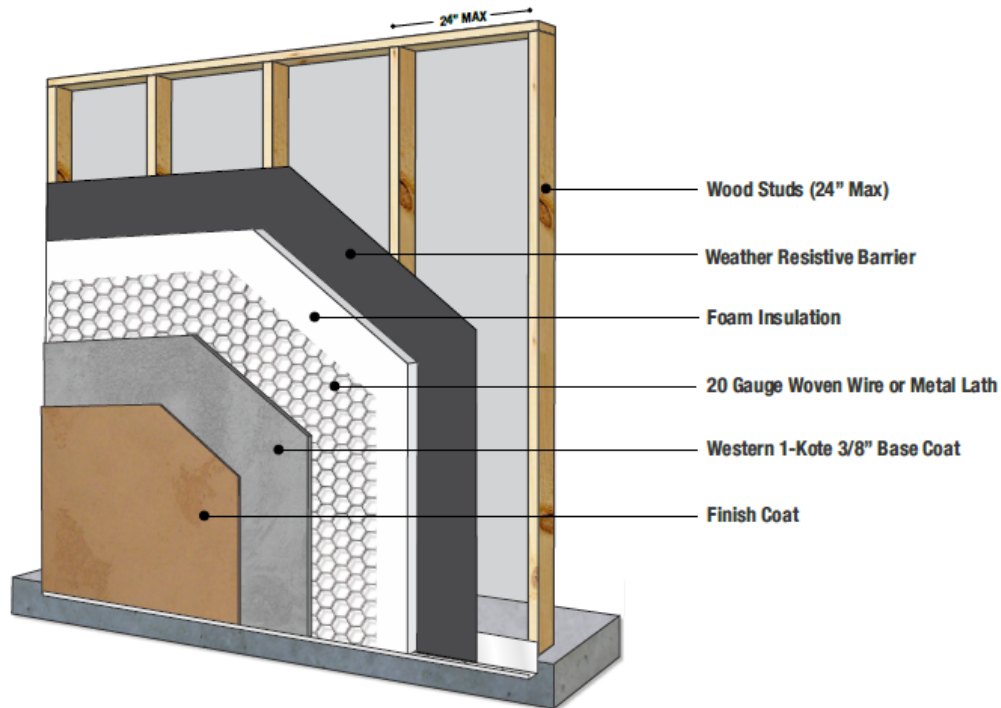 24” MAX
Wood Studs (24” Max)
Weather Resistive Barrier
Foam Insulation
20 Gauge Woven Wire or Metal Lath
Western 1-Kote 3/8” Base Coat
Finish Coat